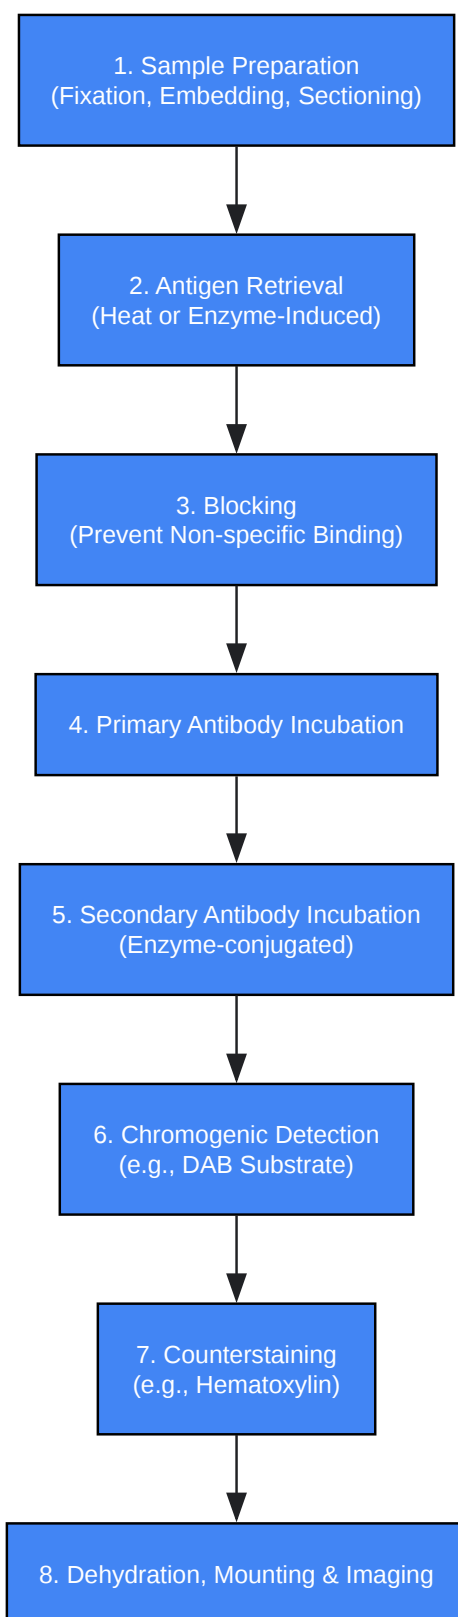 1. Sample Preparation
(Fixation, Embedding, Sectioning)
2. Antigen Retrieval
(Heat or Enzyme-Induced)
3. Blocking
(Prevent Non-specific Binding)
4. Primary Antibody Incubation
5. Secondary Antibody Incubation
(Enzyme-conjugated)
6. Chromogenic Detection
(e.g., DAB Substrate)
7. Counterstaining
(e.g., Hematoxylin)
8. Dehydration, Mounting & Imaging